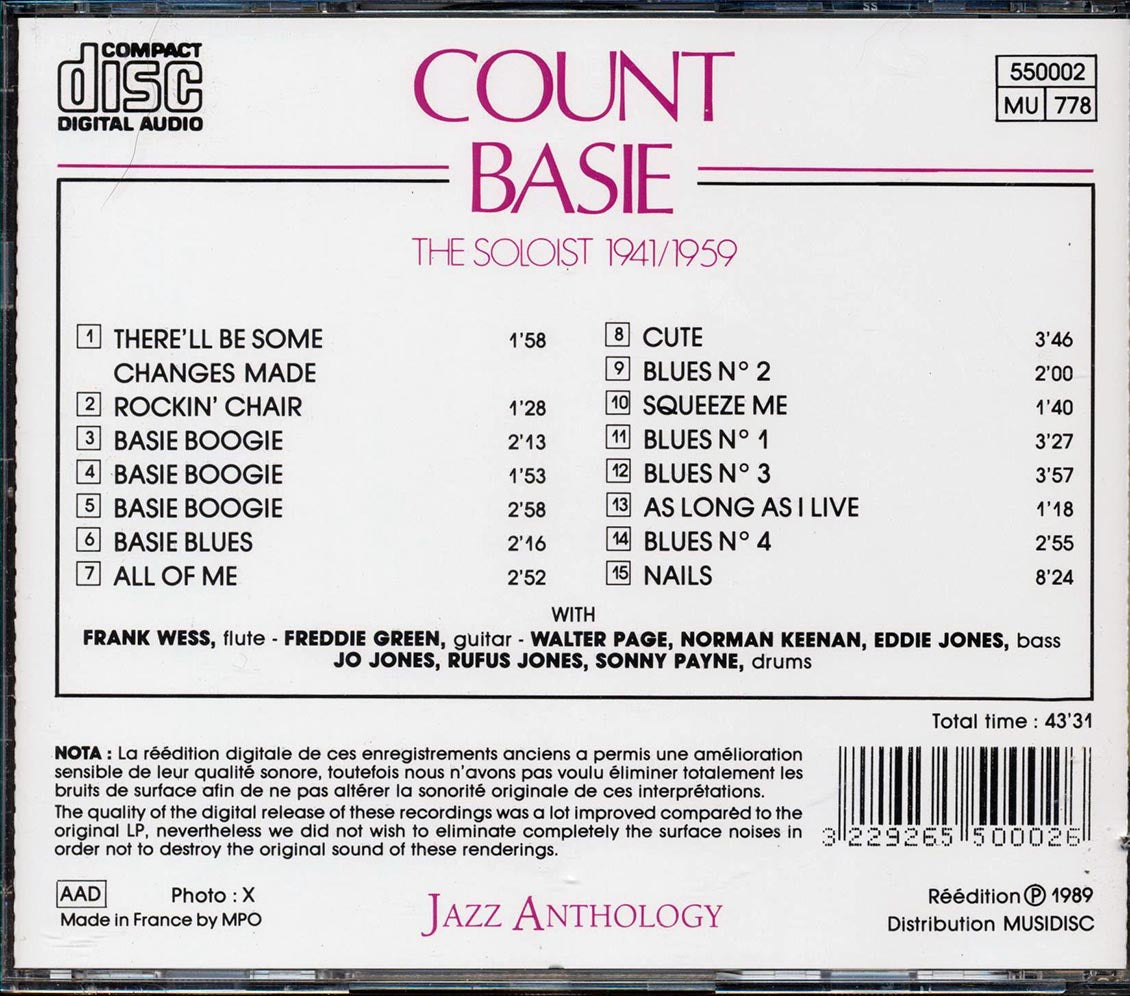 SS
COMPACT
disc
DIGITAL AUDIO
COUNT
BASIE
THE SOLOIST 1941/1959
550002
MU 778
1 THERE'LL BE SOME 1'58
CHANGES MADE
2 ROCKIN' CHAIR 1'28
3 BASIE BOOGIE 2'13
4 BASIE BOOGIE 1'53
5 BASIE BOOGIE 2'58
6 BASIE BLUES 2'16
7 ALL OF ME 2'52
8 CUTE 3'46
9 BLUES N° 2 2'00
10 SQUEEZE ME 1'40
11 BLUES N° 1 3'27
12 BLUES N° 3 3'57
13 AS LONG AS I LIVE 1'18
14 BLUES N° 4 2'55
15 NAILS 8'24
WITH
FRANK WESS, flute - FREDDIE GREEN, guitar - WALTER PAGE, NORMAN KEENAN, EDDIE JONES, bass
JO JONES, RUFUS JONES, SONNY PAYNE, drums
Total time : 43'31
NOTA : La réédition digitale de ces enregistrements anciens a permis une amélioration
sensible de leur qualité sonore, toutefois nous n'avons pas voulu éliminer totalement les
bruits de surface afin de ne pas altérer la sonorité originale de ces interprétations.
The quality of the digital release of these recordings was a lot improved comparèd to the
original LP, nevertheless we did not wish to eliminate completely the surface noises in
order not to destroy the original sound of these renderings.
3 229265 500026
AAD Photo : X
Made in France by MPO
JAZZ ANTHOLOGY
Réédition ℗ 1989
Distribution MUSIDISC